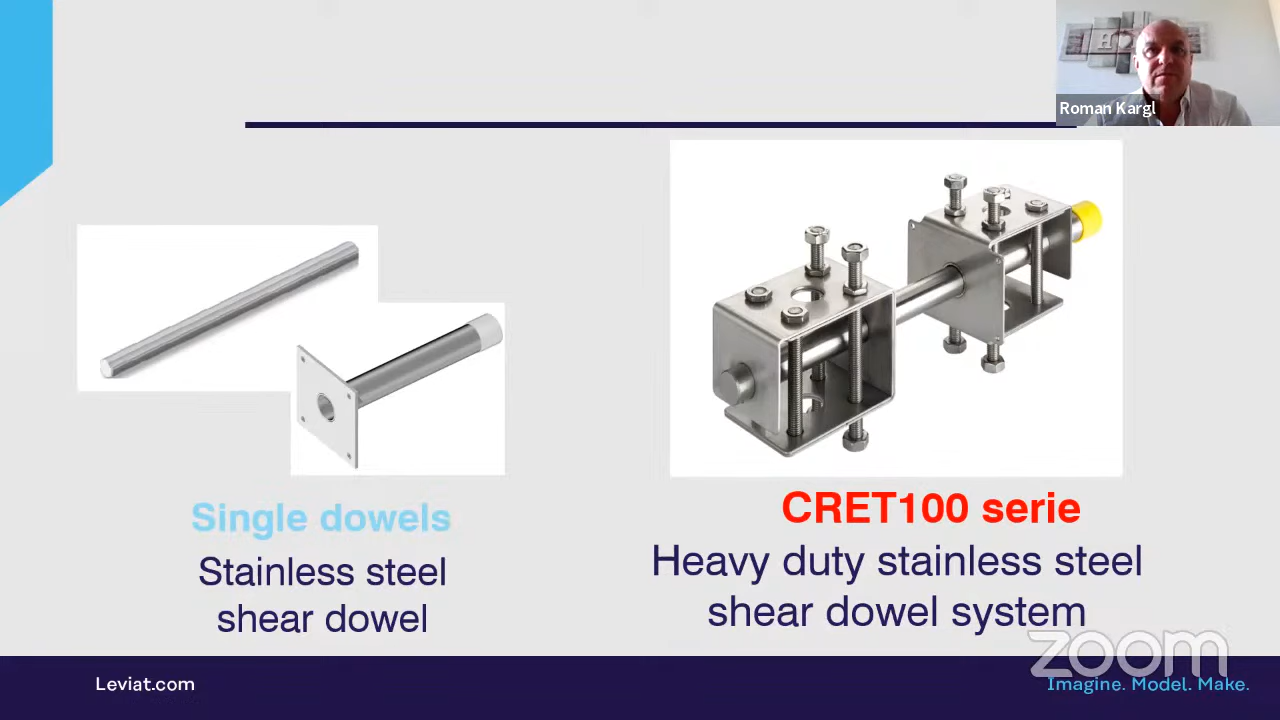 Roman Kargl
H
Single dowels
Stainless steel
shear dowel
CRET100 serie
Heavy duty stainless steel
shear dowel system
zoom
Leviat.com
Imagine. Model. Make.